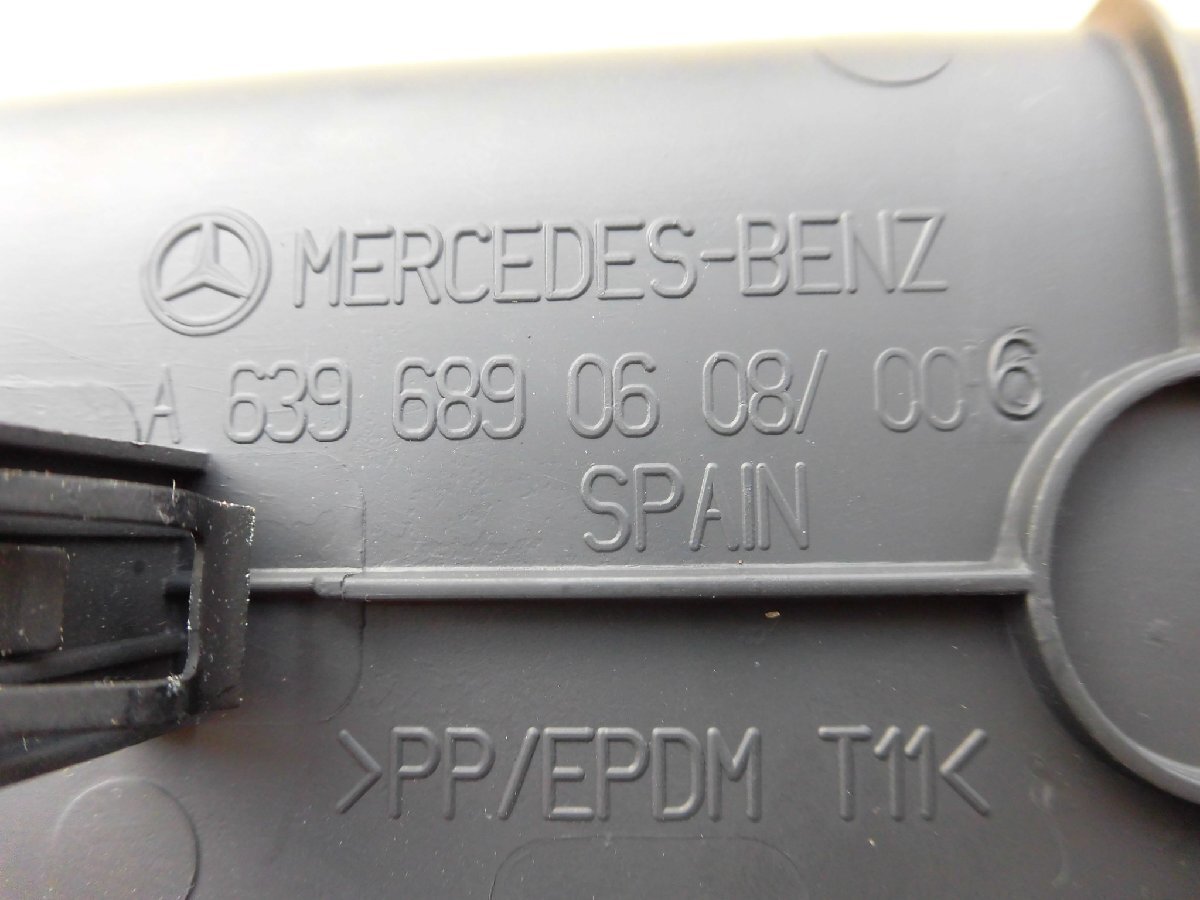 MERCEDES-BENZ
A 639 689 06 08/ 006
SPAIN
>PP/EPDM T11<